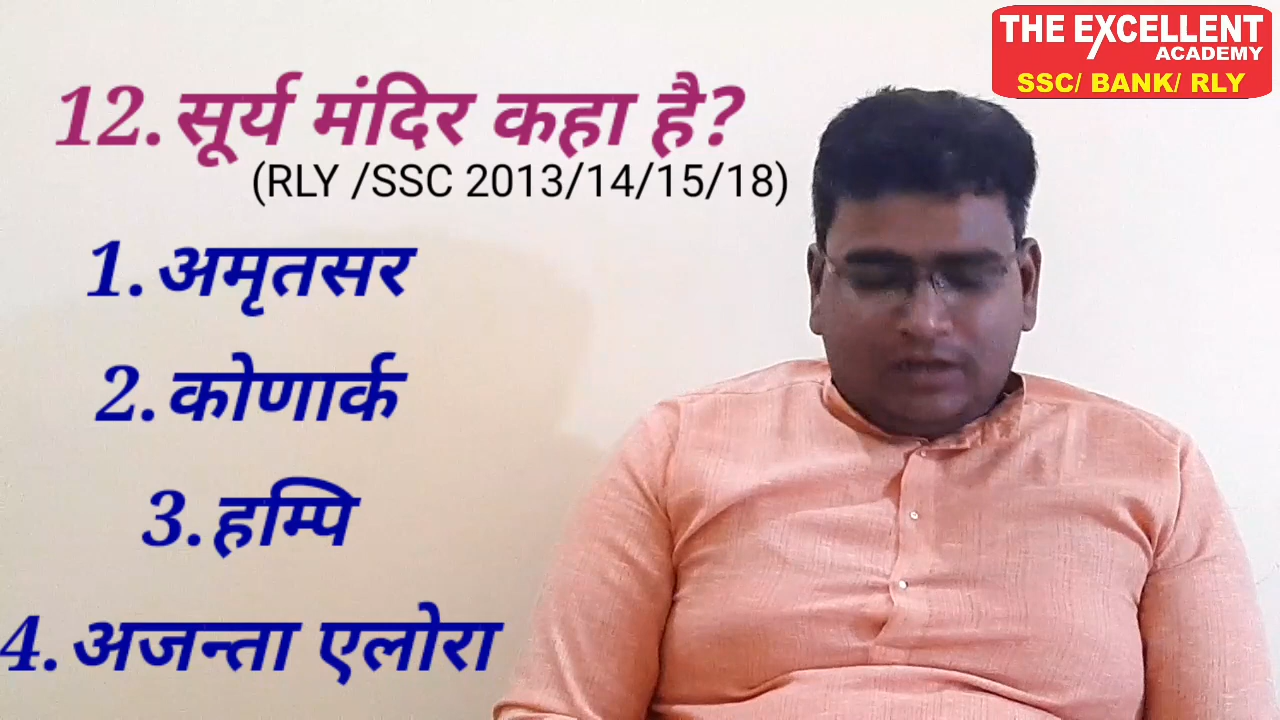 THE EXCELLENT
ACADEMY
SSC/ BANK/ RLY
12. सूर्य मंदिर कहा है?
(RLY /SSC 2013/14/15/18)
1. अमृतसर
2. कोणार्क
3. हम्पि
4. अजन्ता एलोरा